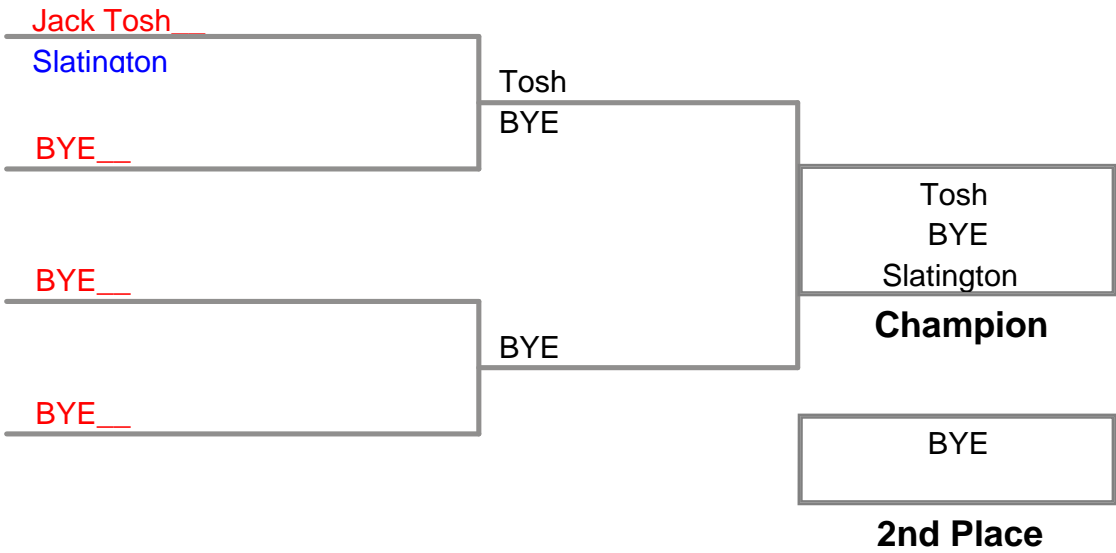 Jack Tosh__
Slatington
Tosh
BYE
BYE__
Tosh
BYE
Slatington
BYE__
Champion
BYE
BYE__
BYE
2nd Place